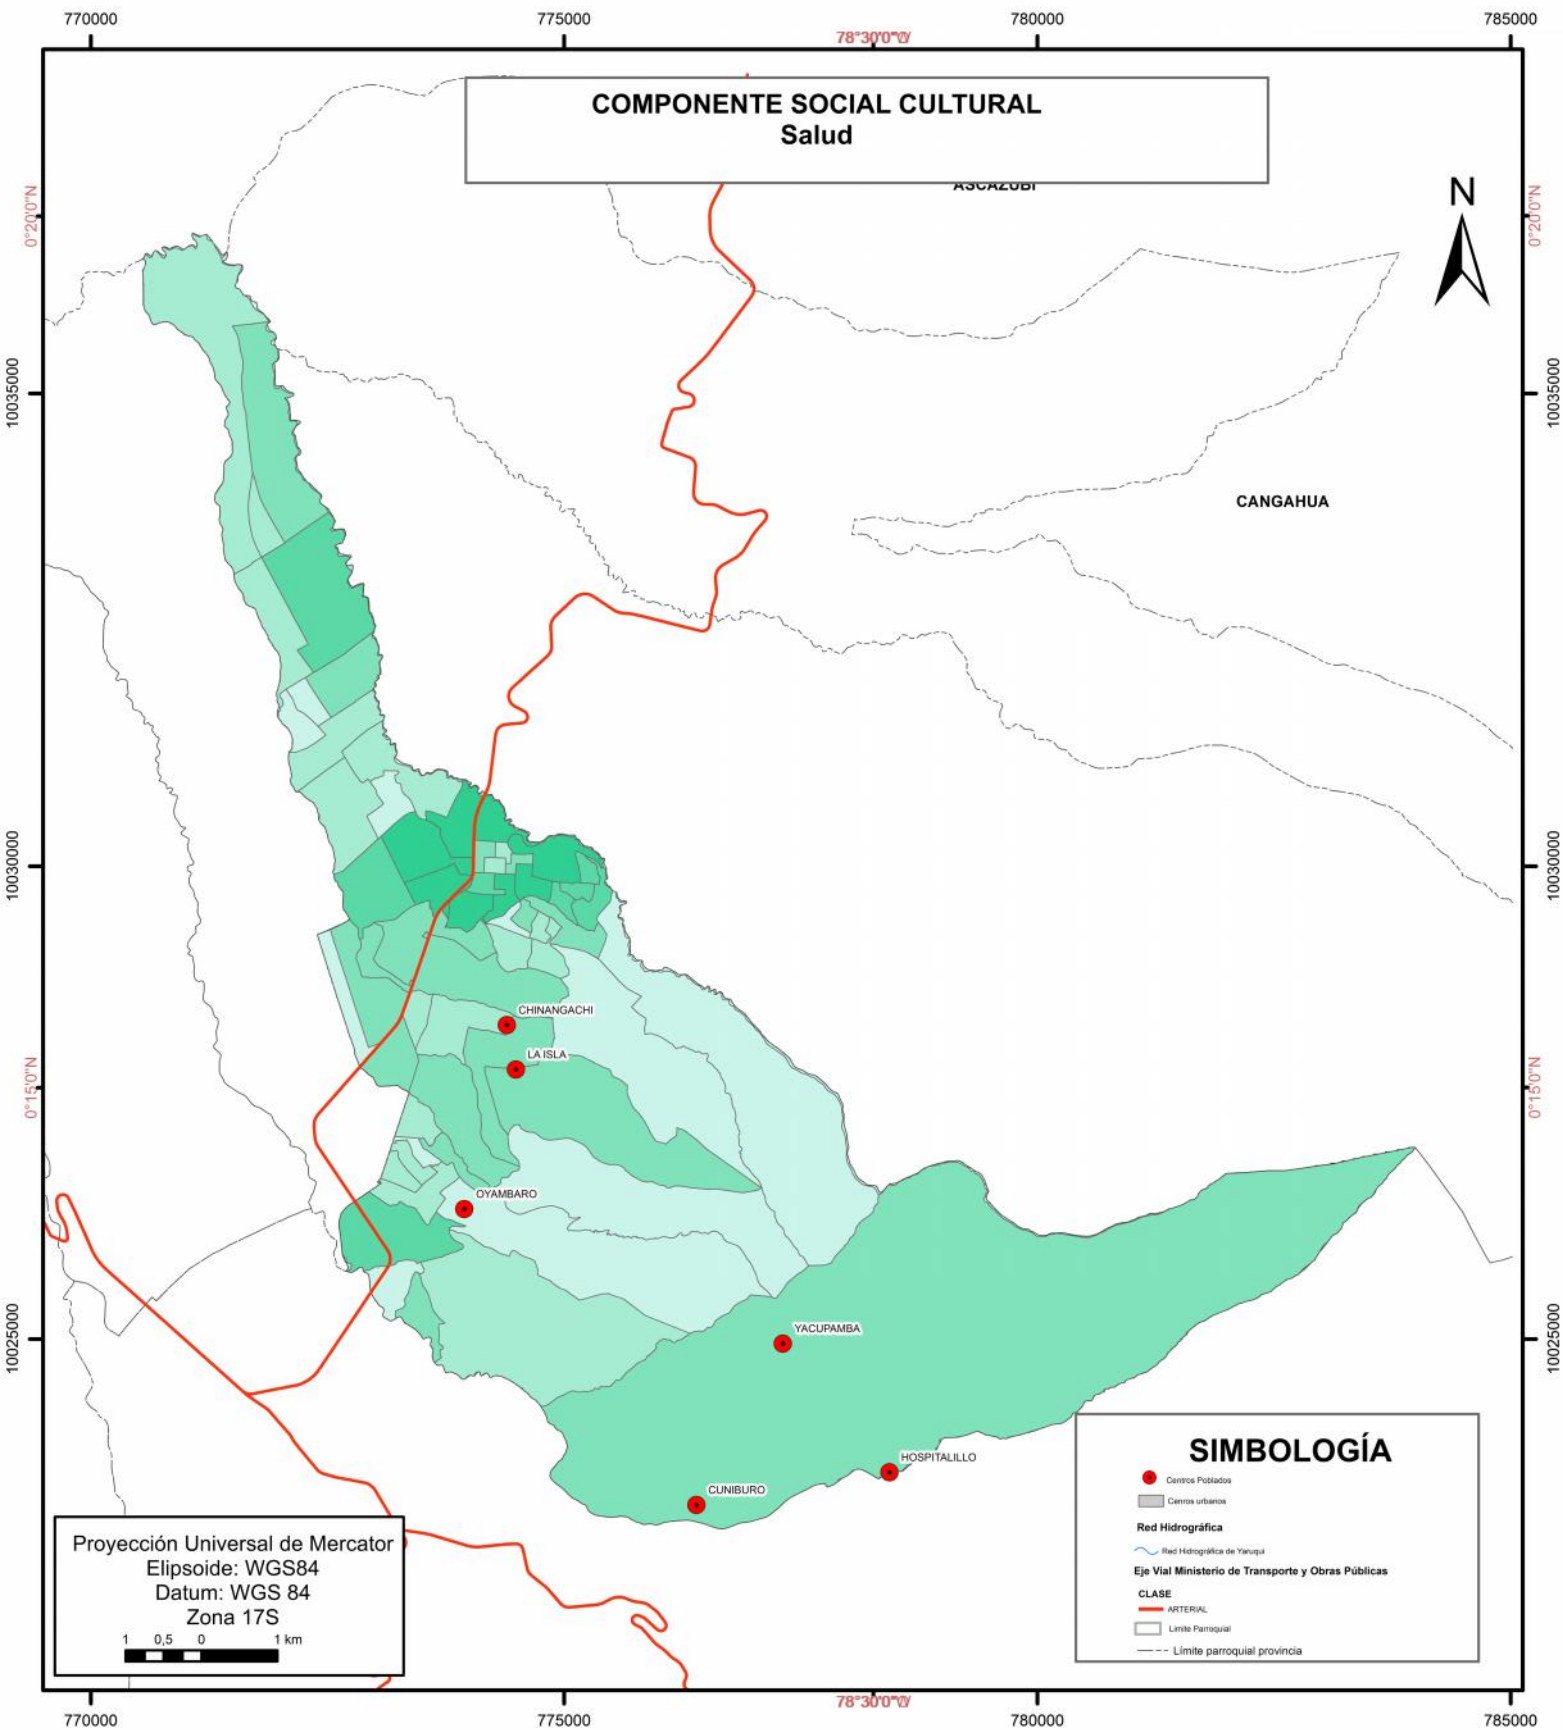 770000
775000
780000
785000
78°30'0"W
COMPONENTE SOCIAL CULTURAL
Salud
ASCAZUBI
N
0°20'0"N
0°20'0"N
10035000
10035000
CANGAHUA
10030000
10030000
CHINANGACHI
LA ISLA
0°15'0"N
0°15'0"N
OYAMBARO
YACUPAMBA
10025000
10025000
HOSPITALILLO
CUNIBURO
SIMBOLOGÍA
Centros Poblados
Cenros urbanos
Red Hidrográfica
Red Hidrográfica de Yaruqui
Eje Vial Ministerio de Transporte y Obras Públicas
CLASE
ARTERIAL
Limite Parroquial
Límite parroquial provincia
Proyección Universal de Mercator
Elipsoide: WGS84
Datum: WGS 84
Zona 17S
1 0,5 0 1 km
78°30'0"W
770000
775000
780000
785000